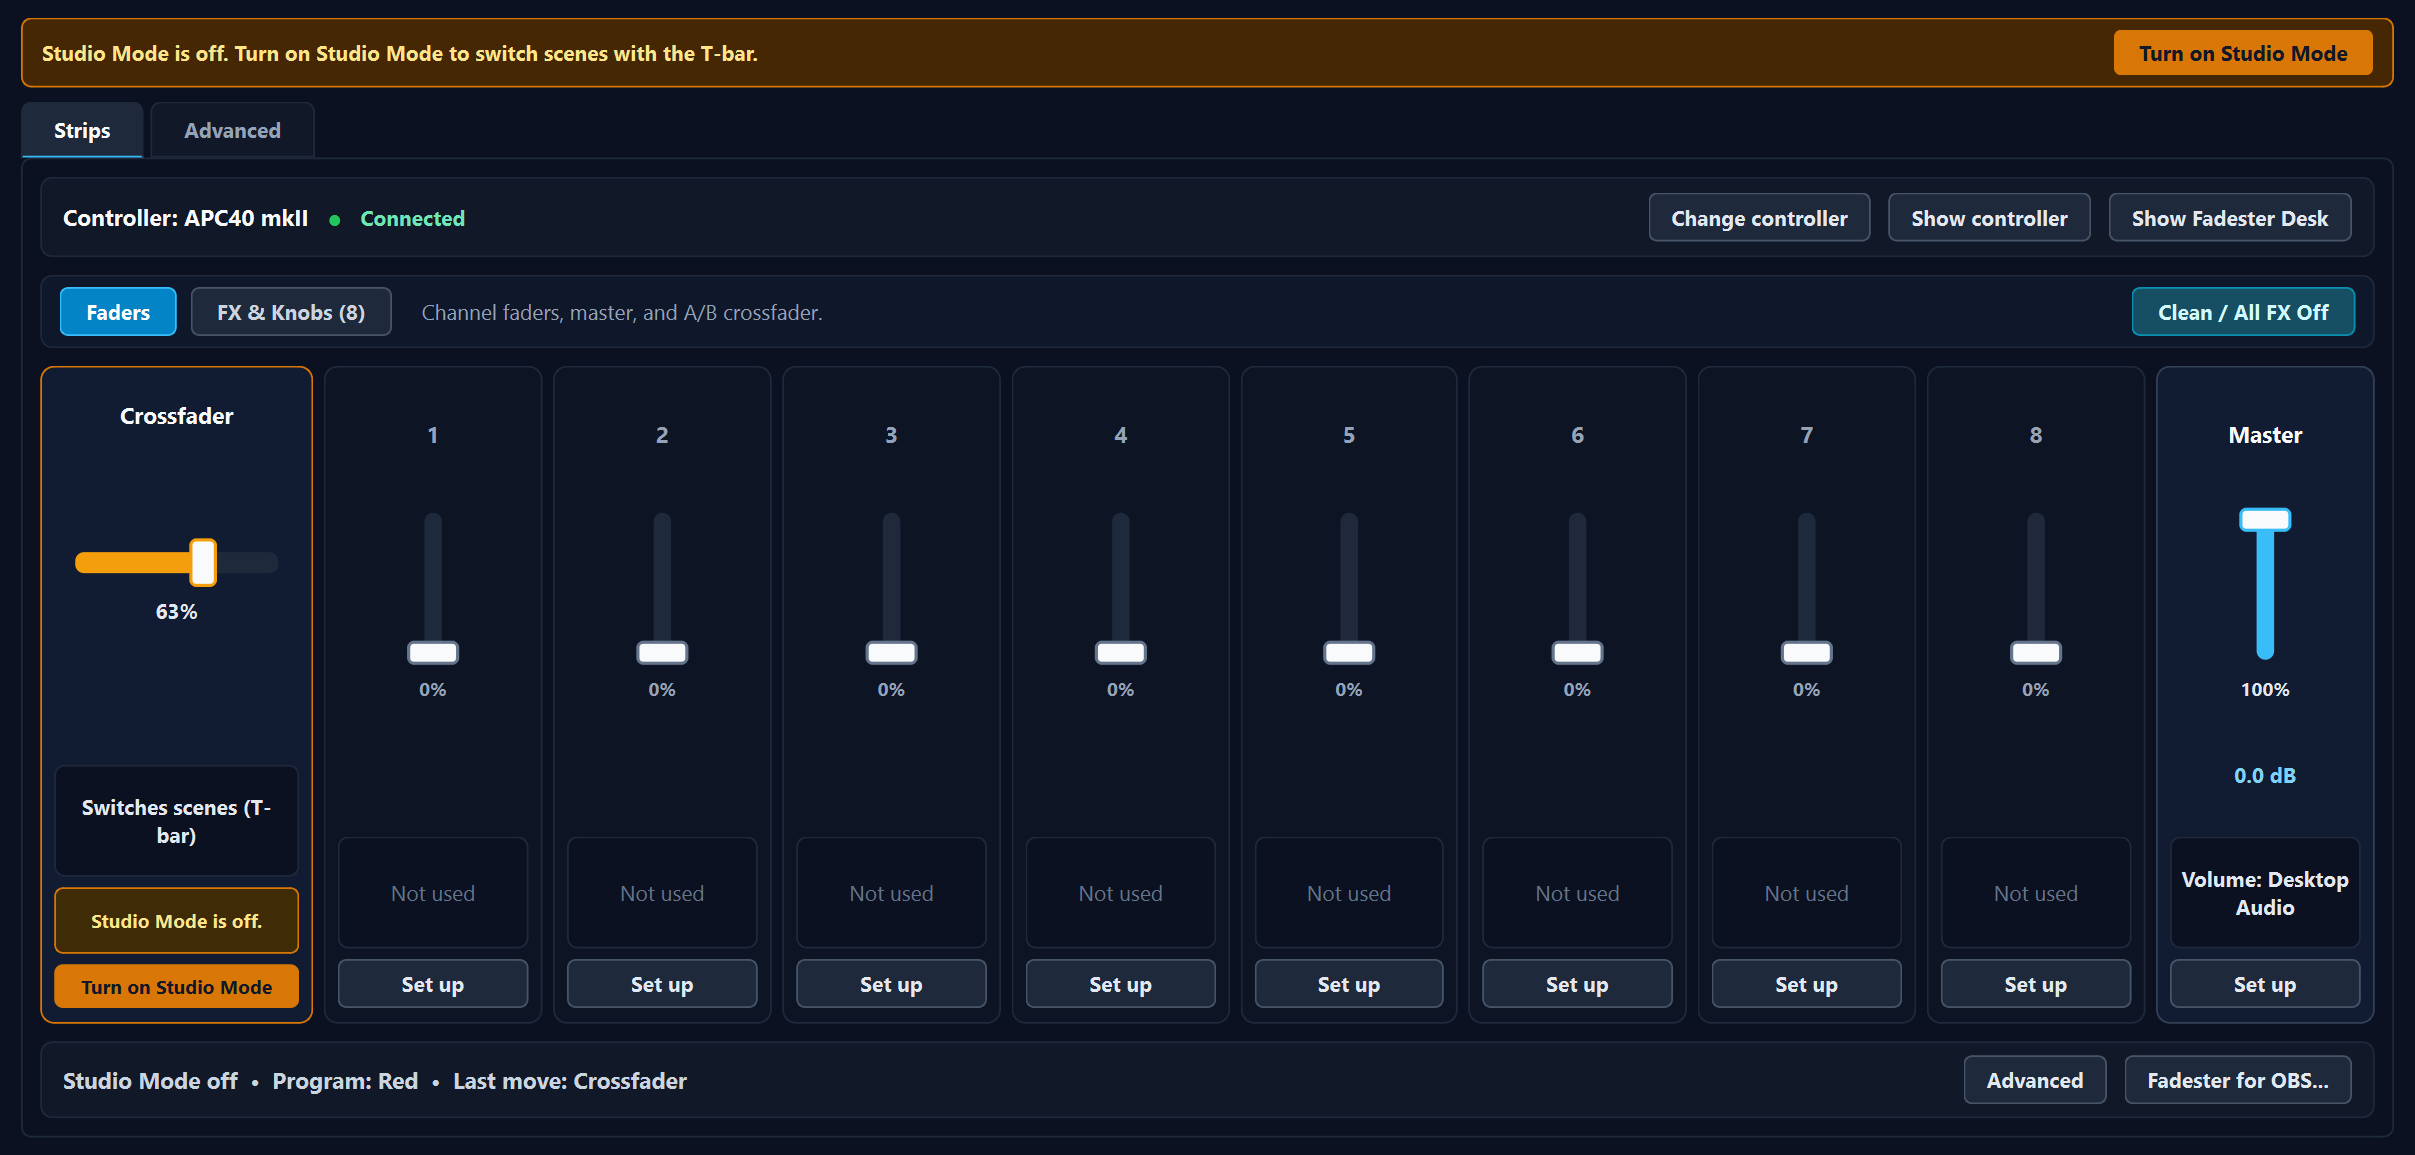 Studio Mode is off. Turn on Studio Mode to switch scenes with the T-bar.
Turn on Studio Mode
Strips
Advanced
Controller: APC40 mkII
Connected
Change controller
Show controller
Show Fadester Desk
Faders
FX & Knobs (8)
Channel faders, master, and A/B crossfader.
Clean / All FX Off
Crossfader
63%
Switches scenes (T-
bar)
Studio Mode is off.
Turn on Studio Mode
1
0%
Not used
Set up
2
0%
Not used
Set up
3
0%
Not used
Set up
4
0%
Not used
Set up
5
0%
Not used
Set up
6
0%
Not used
Set up
7
0%
Not used
Set up
8
0%
Not used
Set up
Master
100%
0.0 dB
Volume: Desktop
Audio
Set up
Studio Mode off • Program: Red • Last move: Crossfader
Advanced
Fadester for OBS...